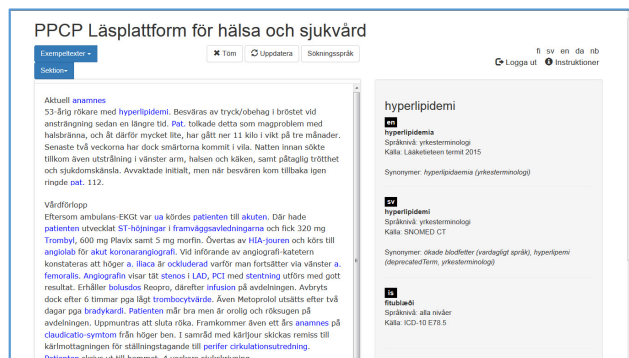 PPCP Läsplattform för hälsa och sjukvård
Exempeltexter
Töm
Uppdatera
Sökningsspråk
fi sv en da nb
Logga ut
Instruktioner
Sektion
Aktuell anamnes
53-årig rökare med hyperlipidemi. Besväras av tryck/obehag i bröstet vid
ansträngning sedan en längre tid. Pat. tolkade detta som magproblem med
halsbränna, och åt därför mycket lite, har gått ner 11 kilo i vikt på tre månader.
Senaste två veckorna har dock smärtorna kommit i vila. Natten innan sökte
tillkom även utstrålning i vänster arm, halsen och käken, samt påtaglig trötthet
och sjukdomskänsla. Avvaktade initialt, men när besvären kom tillbaka igen
ringde pat. 112.
Vårdförlopp
Eftersom ambulans-EKGt var ua kördes patienten till akuten. Där hade
patienten utvecklat ST-höjningar i framväggsavledningarna och fick 320 mg
Trombyl, 600 mg Plavix samt 5 mg morfin. Övertas av HIA-jouren och körs till
angiolab för akut koronarangiografi. Vid införande av angiografi-katetern
konstateras att höger a. iliaca är ockluderad varför man fortsätter via vänster a.
femoralis. Angiografin visar tät stenos i LAD, PCI med stentning utförs med gott
resultat. Erhåller bolusdos Reopro, därefter infusion på avdelningen. Avbryts
dock efter 6 timmar pga lågt trombocytvärde. Även Metoprolol utsätts efter två
dagar pga bradykardi. Patienten mår bra men är orolig och röksugen på
avdelningen. Uppmuntras att sluta röka. Framkommer även ett års anamnes på
claudicatio-symtom från höger ben. I samråd med kärljour skickas remiss till
kärlmottagningen för ställningstagande till perifer cirkulationsutredning.
hyperlipidemi
en
hyperlipidemia
Språknivå: yrkesterminologi
Källa: Lääketieteen termit 2015
Synonymer: hyperlipidaemia (yrkesterminologi)
sv
hyperlipidemi
Språknivå: yrkesterminologi
Källa: SNOMED CT
Synonymer: ökade blodfetter (vardagligt språk), hyperlipemi
(deprecatedTerm, yrkesterminologi)
is
fitublæði
Språknivå: alla nivåer
Källa: ICD-10 E78.5